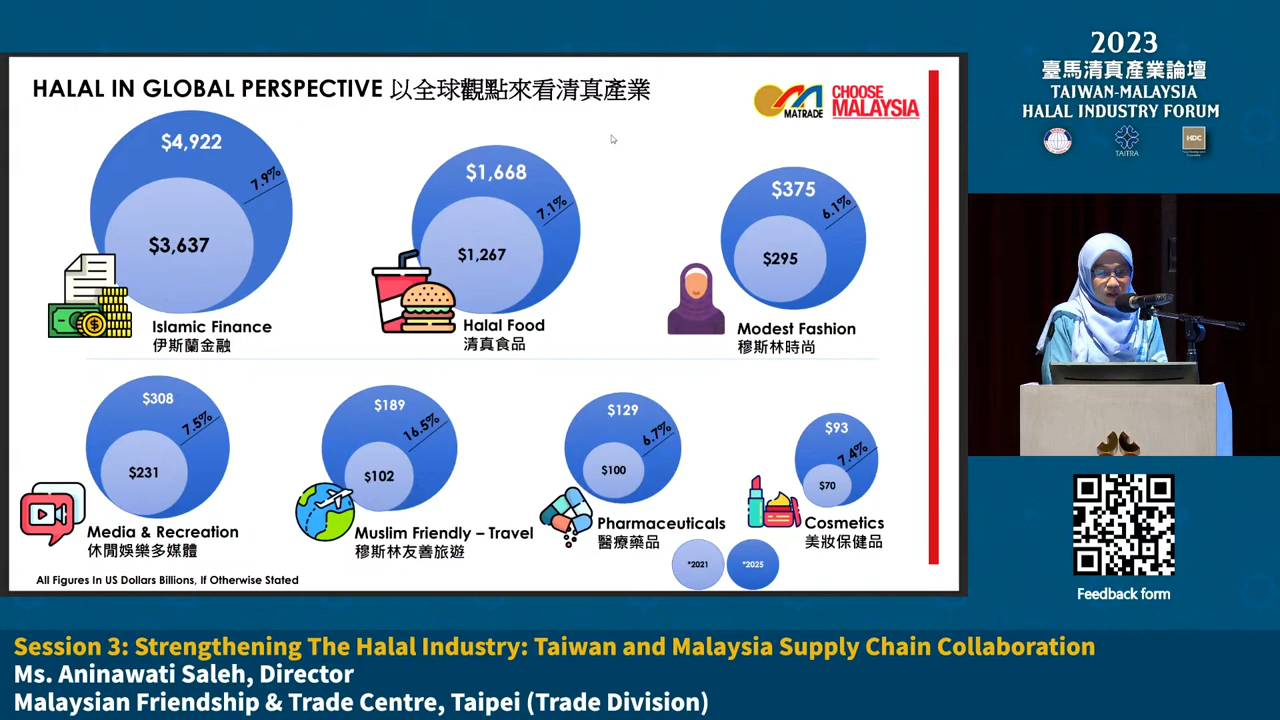 HALAL IN GLOBAL PERSPECTIVE 以全球觀點來看清真產業
MATRADE
CHOOSE
MALAYSIA
$4,922
7.9%
$3,637
Islamic Finance
伊斯蘭金融
$1,668
7.1%
$1,267
Halal Food
清真食品
$375
6.1%
$295
Modest Fashion
穆斯林時尚
$308
7.5%
$231
Media & Recreation
休閒娛樂多媒體
$189
16.5%
$102
Muslim Friendly – Travel
穆斯林友善旅遊
$129
6.7%
$100
Pharmaceuticals
醫療藥品
$93
7.4%
$70
Cosmetics
美妝保健品
*2021
*2025
All Figures In US Dollars Billions, If Otherwise Stated
2023
臺馬清真產業論壇
TAIWAN-MALAYSIA
HALAL INDUSTRY FORUM
TAITRA
HDC
Feedback form
Session 3: Strengthening The Halal Industry: Taiwan and Malaysia Supply Chain Collaboration
Ms. Aninawati Saleh, Director
Malaysian Friendship & Trade Centre, Taipei (Trade Division)